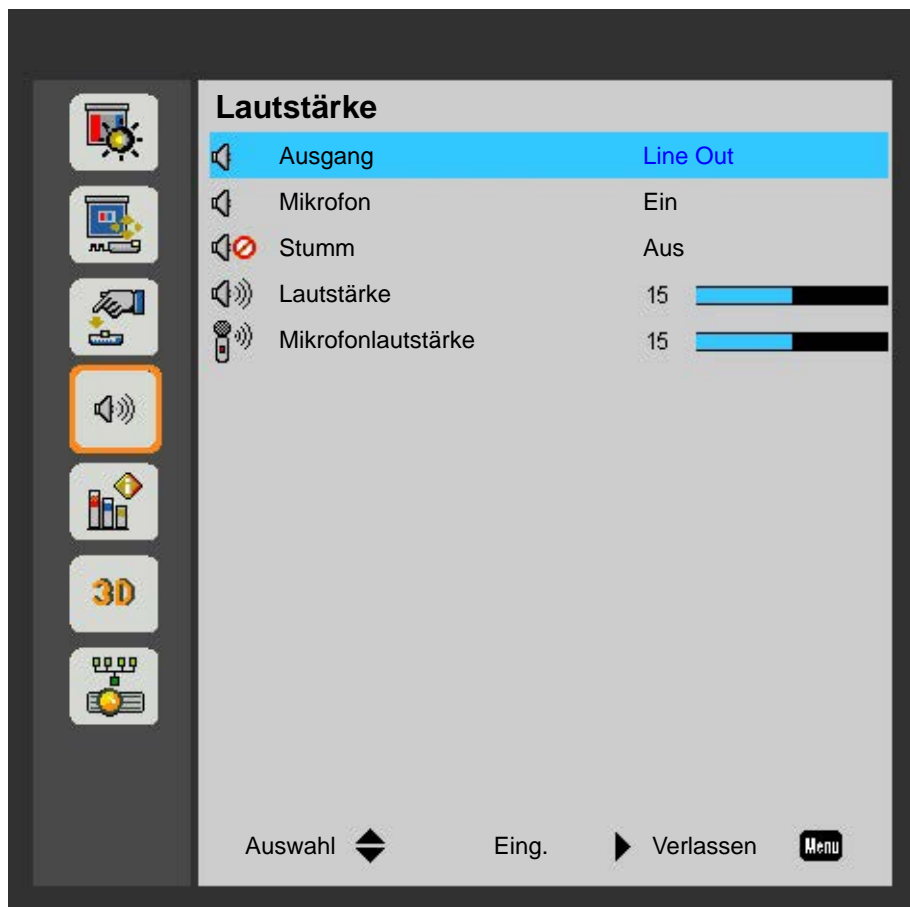 Lautstärke
Ausgang Line Out
Mikrofon Ein
Stumm Aus
Lautstärke 15
Mikrofonlautstärke 15
3D
Auswahl Eing. Verlassen Menu